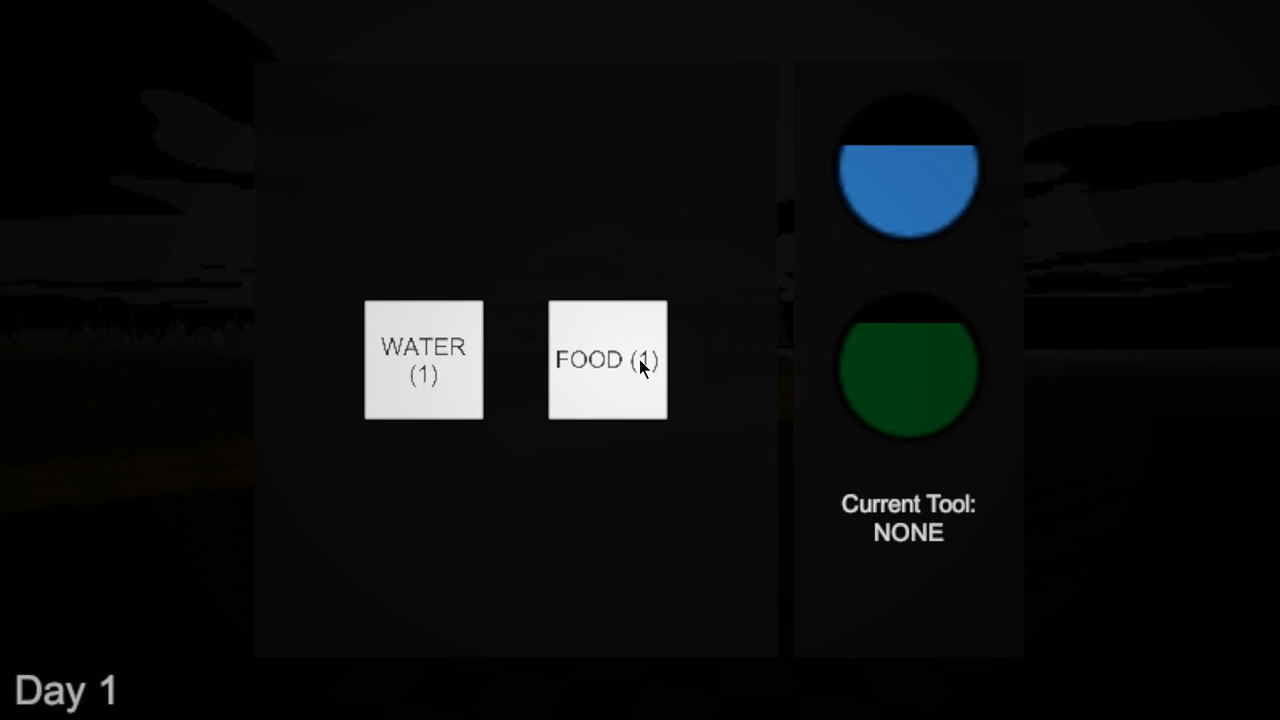 WATER
(1)
FOOD (1)
Current Tool:
NONE
Day 1